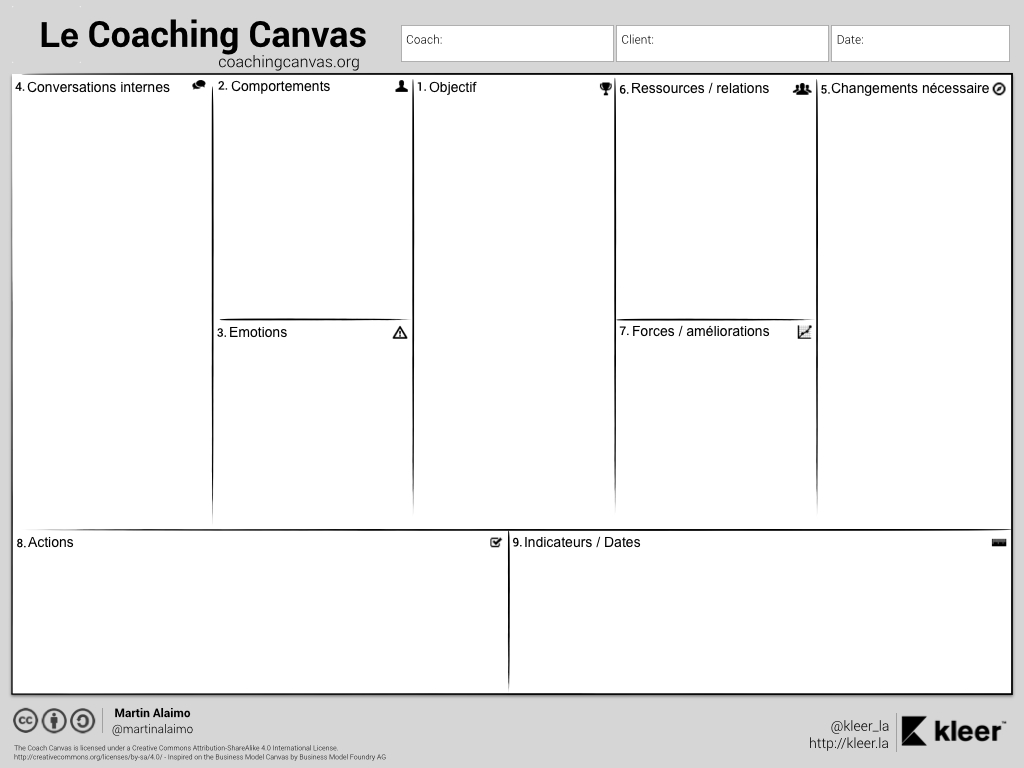 Le Coaching Canvas
coachingcanvas.org
Coach:
Client:
Date:
4. Conversations internes
2. Comportements
1. Objectif
6. Ressources / relations
5. Changements nécessaire
3. Emotions
7. Forces / améliorations
8. Actions
9. Indicateurs / Dates
cc
Martin Alaimo
@martinalaimo
The Coach Canvas is licensed under a Creative Commons Attribution-ShareAlike 4.0 International License.
http://creativecommons.org/licenses/by-sa/4.0/ - Inspired on the Business Model Canvas by Business Model Foundry AG
@kleer_la
http://kleer.la
kleer™